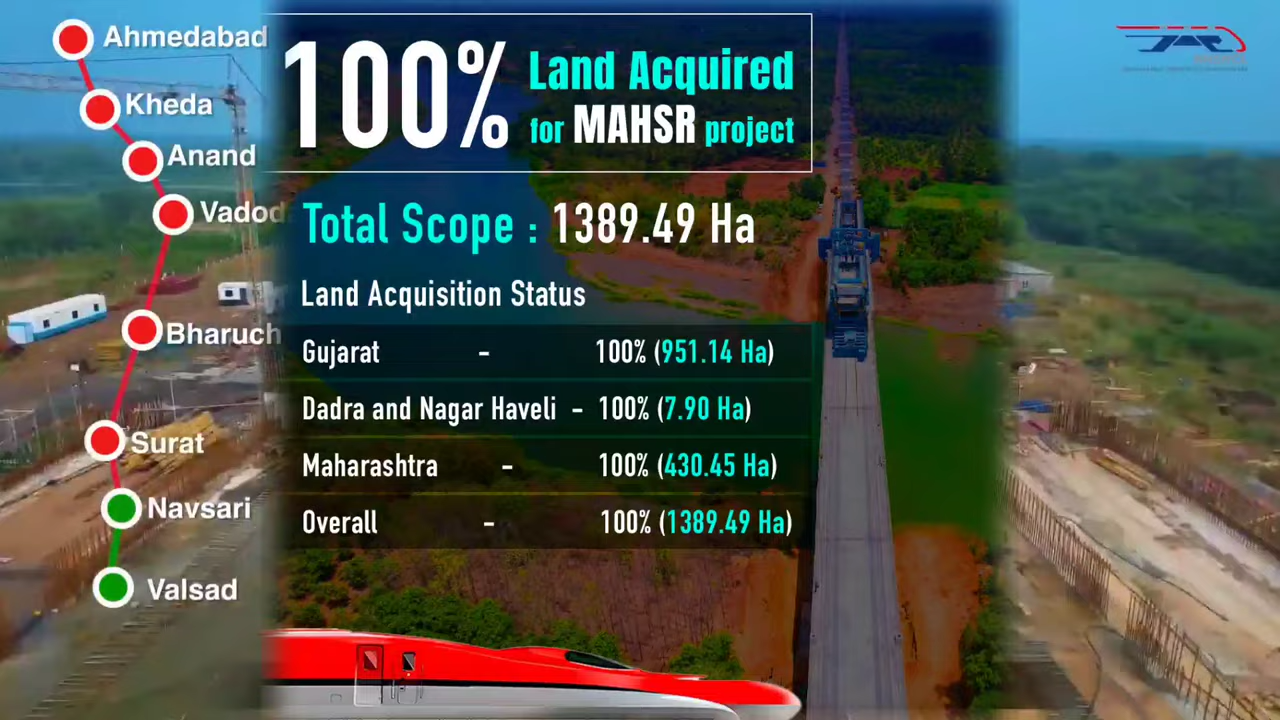 Ahmedabad
Kheda
Anand
Vadod
Bharuch
Surat
Navsari
Valsad
100% Land Acquired
for MAHSR project
Total Scope : 1389.49 Ha
Land Acquisition Status
Gujarat - 100% (951.14 Ha)
Dadra and Nagar Haveli - 100% (7.90 Ha)
Maharashtra - 100% (430.45 Ha)
Overall - 100% (1389.49 Ha)